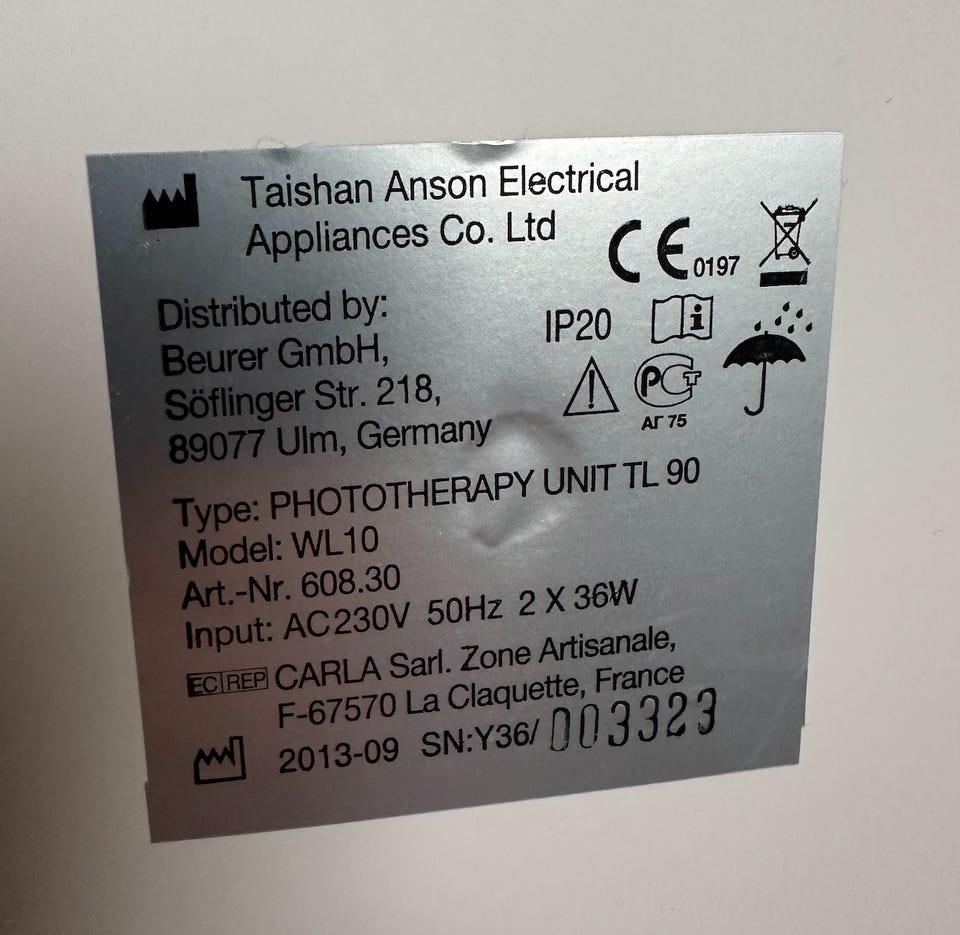 Taishan Anson Electrical
Appliances Co. Ltd
CE 0197
Distributed by:
Beurer GmbH,
Söflinger Str. 218,
89077 Ulm, Germany
IP20
i
РСТ
АГ 75
Type: PHOTOTHERAPY UNIT TL 90
Model: WL10
Art.-Nr. 608.30
Input: AC230V 50Hz 2 X 36W
EC REP CARLA Sarl. Zone Artisanale,
F-67570 La Claquette, France
2013-09 SN:Y36/003323